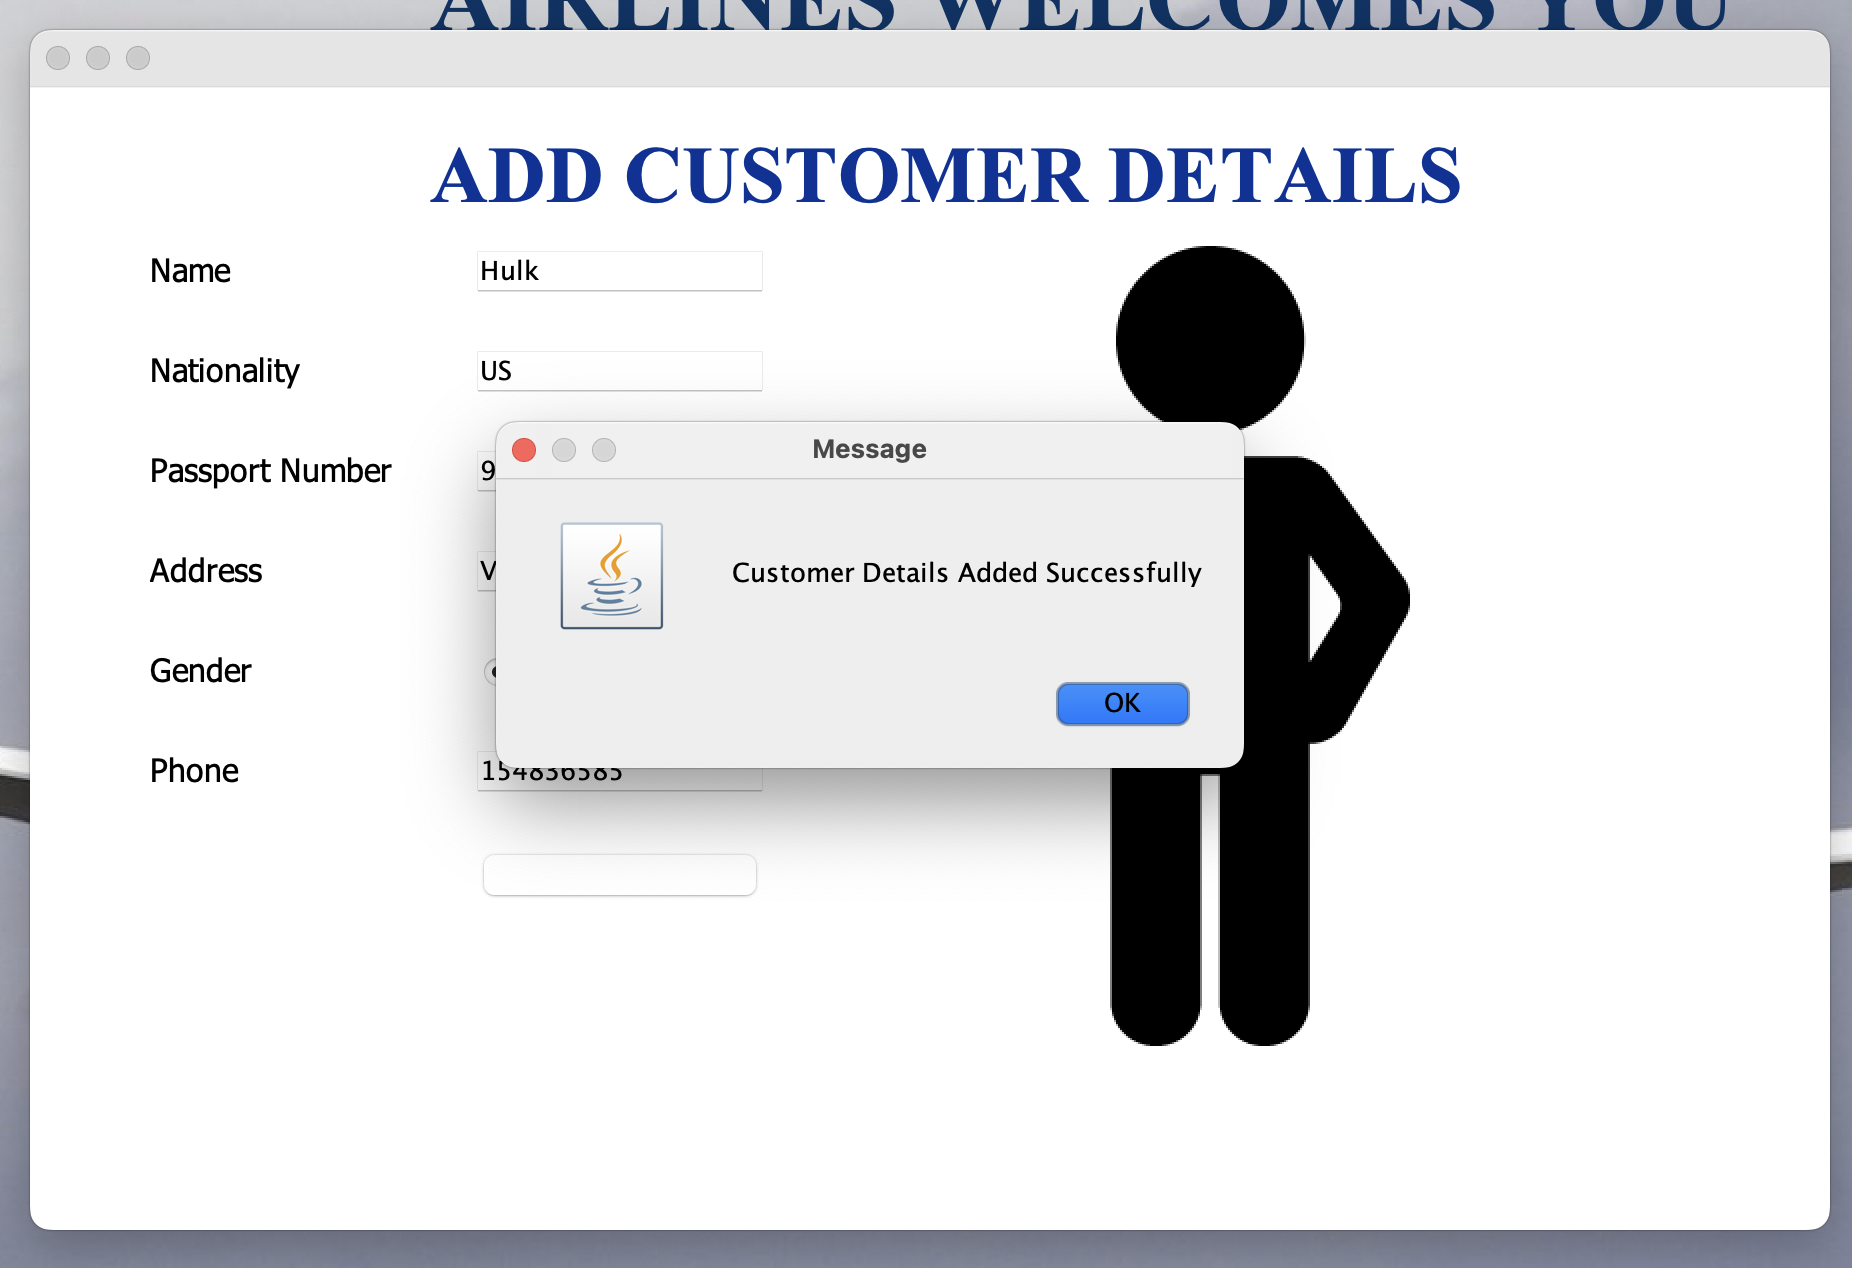 AIRLINES WELCOMES YOU
ADD CUSTOMER DETAILS
Name Hulk
Nationality US
Passport Number 9
Message
Address V
Customer Details Added Successfully
Gender
OK
Phone 154836585